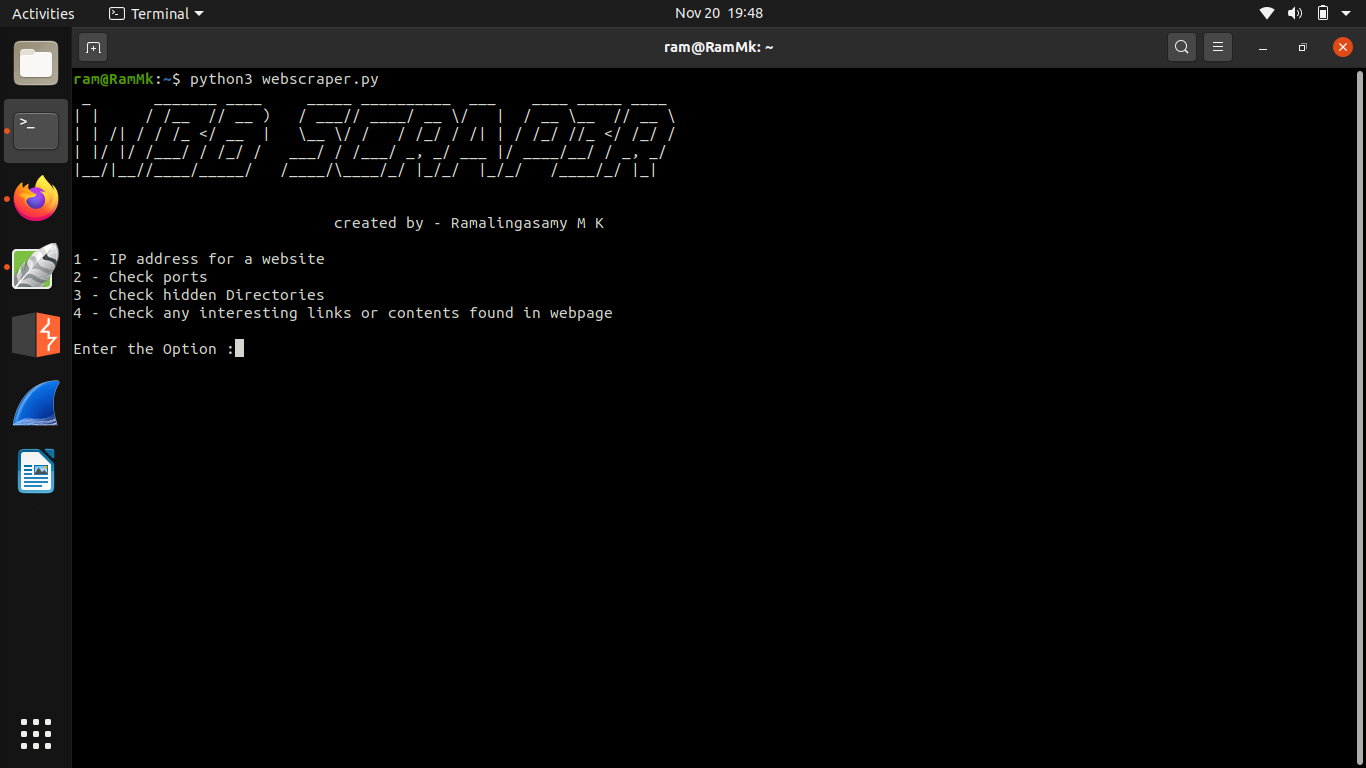 Activities
Terminal
Nov 20 19:48
ram@RamMk: ~
ram@RamMk:~$ python3 webscraper.py
W3B SCRAP3R
created by - Ramalingasamy M K
1 - IP address for a website
2 - Check ports
3 - Check hidden Directories
4 - Check any interesting links or contents found in webpage
Enter the Option :